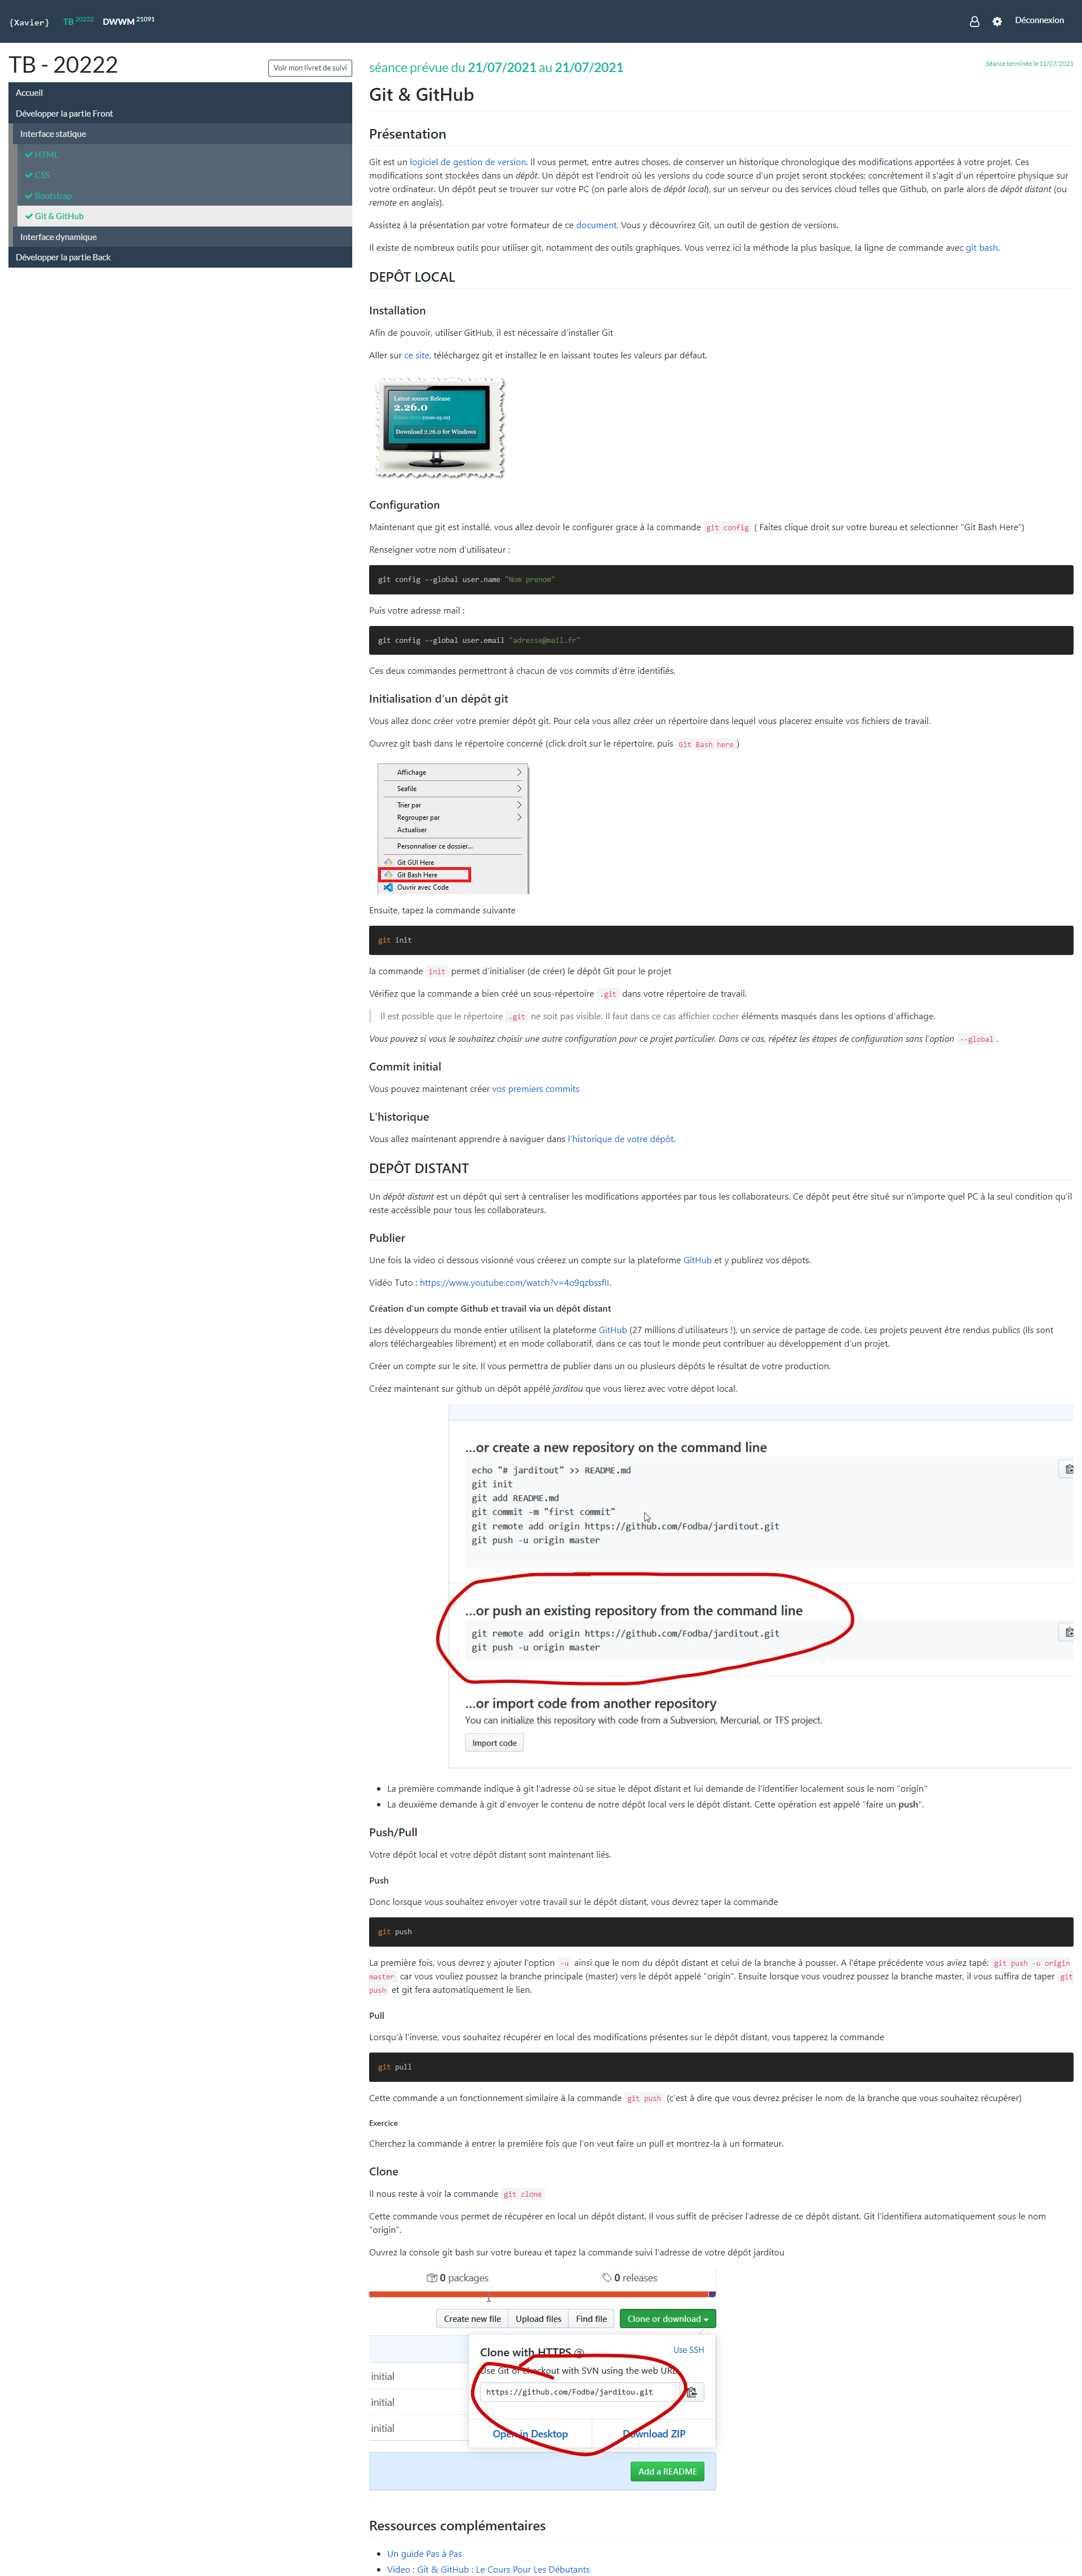 {Xavier} TB 20222 DWWM 21091 Déconnexion
TB - 20222
Voir mon livret de suivi
Accueil
Développer la partie Front
Interface statique
HTML
CSS
Bootstrap
Git & GitHub
Interface dynamique
Développer la partie Back
séance prévue du 21/07/2021 au 21/07/2021
Séance terminée le 12/07/2021
Git & GitHub
Présentation
Git est un logiciel de gestion de version. Il vous permet, entre autres choses, de conserver un historique chronologique des modifications apportées à votre projet. Ces
modifications sont stockées dans un dépôt. Un dépôt est l'endroit où les versions du code source d'un projet seront stockées; concrètement il s'agit d'un répertoire physique sur
votre ordinateur. Un dépôt peut se trouver sur votre PC (on parle alors de dépôt local), sur un serveur ou des services cloud telles que Github, on parle alors de dépôt distant (ou
remote en anglais).
Assistez à la présentation par votre formateur de ce document. Vous y découvrirez Git, un outil de gestion de versions.
Il existe de nombreux outils pour utiliser git, notamment des outils graphiques. Vous verrez ici la méthode la plus basique, la ligne de commande avec git bash.
DEPÔT LOCAL
Installation
Afin de pouvoir, utiliser GitHub, il est nécessaire d'installer Git
Aller sur ce site, téléchargez git et installez le en laissant toutes les valeurs par défaut.
Latest source Release
2.26.0
Release Notes (2020-03-22)
Download 2.26.0 for Windows
Configuration
Maintenant que git est installé, vous allez devoir le configurer grace à la commande git config ( Faites clique droit sur votre bureau et selectionner "Git Bash Here")
Renseigner votre nom d'utilisateur :
git config --global user.name "Nom prenom"
Puis votre adresse mail :
git config --global user.email "adresse@mail.fr"
Ces deux commandes permettront à chacun de vos commits d'être identifiés.
Initialisation d'un dépôt git
Vous allez donc créer votre premier dépôt git. Pour cela vous allez créer un répertoire dans lequel vous placerez ensuite vos fichiers de travail.
Ouvrez git bash dans le répertoire concerné (click droit sur le répertoire, puis Git Bash here )
Affichage
Seafile
Trier par
Regrouper par
Actualiser
Personnaliser ce dossier...
Git GUI Here
Git Bash Here
Ouvrir avec Code
Ensuite, tapez la commande suivante
git init
la commande init permet d'initialiser (de créer) le dépôt Git pour le projet
Vérifiez que la commande a bien créé un sous-répertoire .git dans votre répertoire de travail.
Il est possible que le répertoire .git ne soit pas visible. Il faut dans ce cas afficher cocher éléments masqués dans les options d'affichage.
Vous pouvez si vous le souhaitez choisir une autre configuration pour ce projet particulier. Dans ce cas, répétez les étapes de configuration sans l'option --global .
Commit initial
Vous pouvez maintenant créer vos premiers commits
L'historique
Vous allez maintenant apprendre à naviguer dans l'historique de votre dépôt.
DEPÔT DISTANT
Un dépôt distant est un dépôt qui sert à centraliser les modifications apportées par tous les collaborateurs. Ce dépôt peut être situé sur n'importe quel PC à la seul condition qu'il
reste accéssible pour tous les collaborateurs.
Publier
Une fois la video ci dessous visionné vous créerez un compte sur la plateforme GitHub et y publirez vos dépots.
Vidéo Tuto : https://www.youtube.com/watch?v=4o9qzbssfII.
Création d'un compte Github et travail via un dépôt distant
Les développeurs du monde entier utilisent la plateforme GitHub (27 millions d'utilisateurs !), un service de partage de code. Les projets peuvent être rendus publics (ils sont
alors téléchargeables librement) et en mode collaboratif, dans ce cas tout le monde peut contribuer au développement d'un projet.
Créer un compte sur le site. Il vous permettra de publier dans un ou plusieurs dépôts le résultat de votre production.
Créez maintenant sur github un dépôt appélé jarditou que vous lierez avec votre dépot local.
...or create a new repository on the command line
echo "# jarditout" >> README.md
git init
git add README.md
git commit -m "first commit"
git remote add origin https://github.com/Fodba/jarditout.git
git push -u origin master
...or push an existing repository from the command line
git remote add origin https://github.com/Fodba/jarditout.git
git push -u origin master
...or import code from another repository
You can initialize this repository with code from a Subversion, Mercurial, or TFS project.
Import code
La première commande indique à git l'adresse où se situe le dépot distant et lui demande de l'identifier localement sous le nom "origin"
La deuxième demande à git d'envoyer le contenu de notre dépôt local vers le dépôt distant. Cette opération est appelé "faire un push".
Push/Pull
Votre dépôt local et votre dépôt distant sont maintenant liés.
Push
Donc lorsque vous souhaitez envoyer votre travail sur le dépôt distant, vous devrez taper la commande
git push
La première fois, vous devrez y ajouter l'option -u ainsi que le nom du dépôt distant et celui de la branche à pousser. A l'étape précédente vous aviez tapé: git push -u origin
master car vous vouliez poussez la branche principale (master) vers le dépôt appelé "origin". Ensuite lorsque vous voudrez poussez la branche master, il vous suffira de taper git
push et git fera automatiquement le lien.
Pull
Lorsqu'à l'inverse, vous souhaitez récupérer en local des modifications présentes sur le dépôt distant, vous tapperez la commande
git pull
Cette commande a un fonctionnement similaire à la commande git push (c'est à dire que vous devrez préciser le nom de la branche que vous souhaitez récupérer)
Exercice
Cherchez la commande à entrer la première fois que l'on veut faire un pull et montrez-la à un formateur.
Clone
Il nous reste à voir la commande git clone
Cette commande vous permet de récupérer en local un dépôt distant. Il vous suffit de préciser l'adresse de ce dépôt distant. Git l'identifiera automatiquement sous le nom
"origin".
Ouvrez la console git bash sur votre bureau et tapez la commande suivi l'adresse de votre dépôt jarditou
0 packages 0 releases
Create new file Upload files Find file Clone or download
Clone with HTTPS Use SSH
Use Git or checkout with SVN using the web URL
initial
https://github.com/Fodba/jarditou.git
initial
initial
Open in Desktop Download ZIP
Add a README
Ressources complémentaires
Un guide Pas à Pas
Video : Git & GitHub : Le Cours Pour Les Débutants